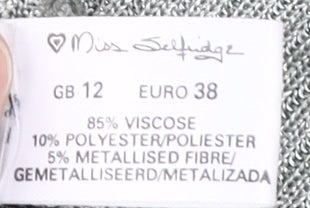 Miss Selfridge
GB 12 EURO 38
85% VISCOSE
10% POLYESTER/POLIESTER
5% METALLISED FIBRE/
GEMETALLISEERD/METALIZADA